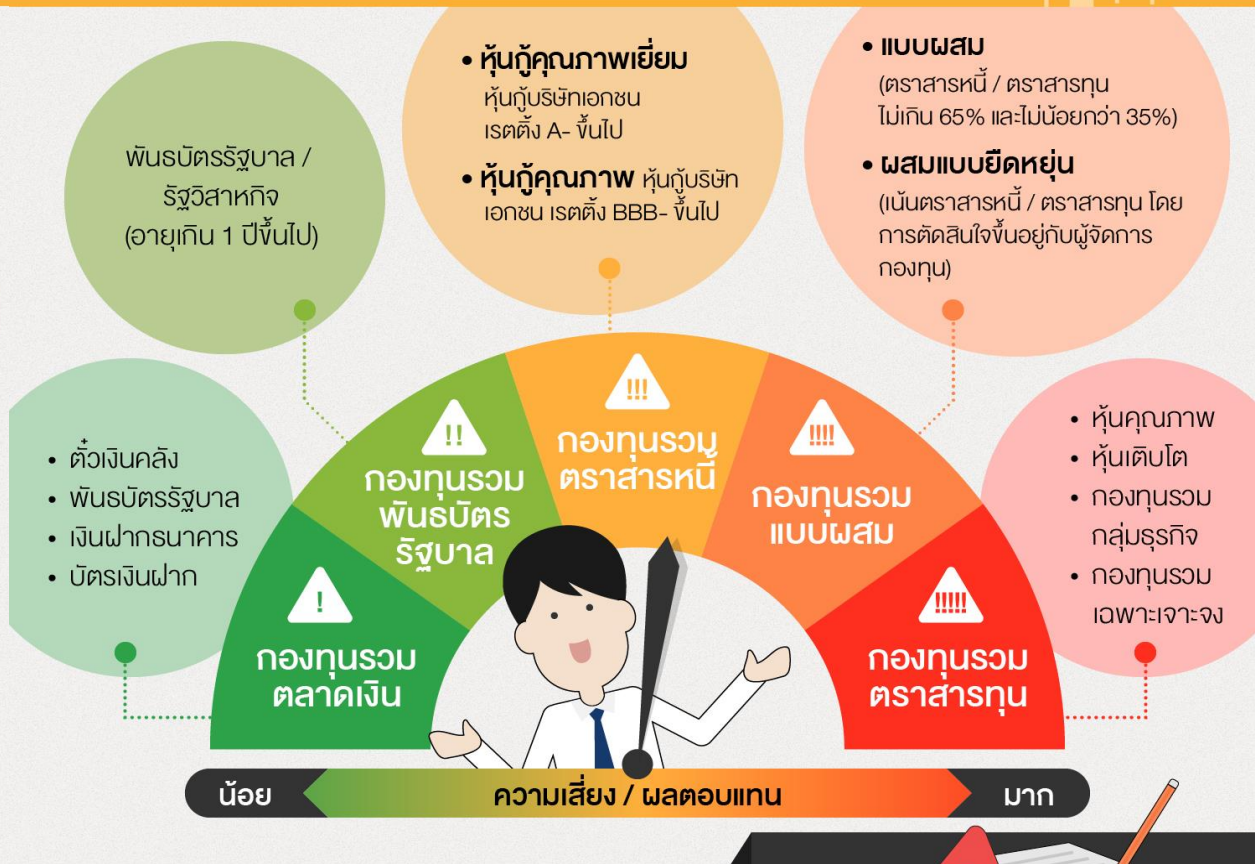 พันธบัตรรัฐบาล /
รัฐวิสาหกิจ
(อายุเกิน 1 ปีขึ้นไป)
• หุ้นกู้คุณภาพเยี่ยม
หุ้นกู้บริษัทเอกชน
เรตติ้ง A- ขึ้นไป
• หุ้นกู้คุณภาพ หุ้นกู้บริษัท
เอกชน เรตติ้ง BBB- ขึ้นไป
• แบบผสม
(ตราสารหนี้ / ตราสารทุน
ไม่เกิน 65% และไม่น้อยกว่า 35%)
• ผสมแบบยืดหยุ่น
(เน้นตราสารหนี้ / ตราสารทุน โดย
การตัดสินใจขึ้นอยู่กับผู้จัดการ
กองทุน)
• ตั๋วเงินคลัง
• พันธบัตรรัฐบาล
• เงินฝากธนาคาร
• บัตรเงินฝาก
• หุ้นคุณภาพ
• หุ้นเติบโต
• กองทุนรวม
กลุ่มธุรกิจ
• กองทุนรวม
เฉพาะเจาะจง
!
กองทุนรวม
ตลาดเงิน
!!
กองทุนรวม
พันธบัตร
รัฐบาล
!!!
กองทุนรวม
ตราสารหนี้
!!!!
กองทุนรวม
แบบผสม
!!!!!
กองทุนรวม
ตราสารทุน
น้อย
ความเสี่ยง / ผลตอบแทน
มาก